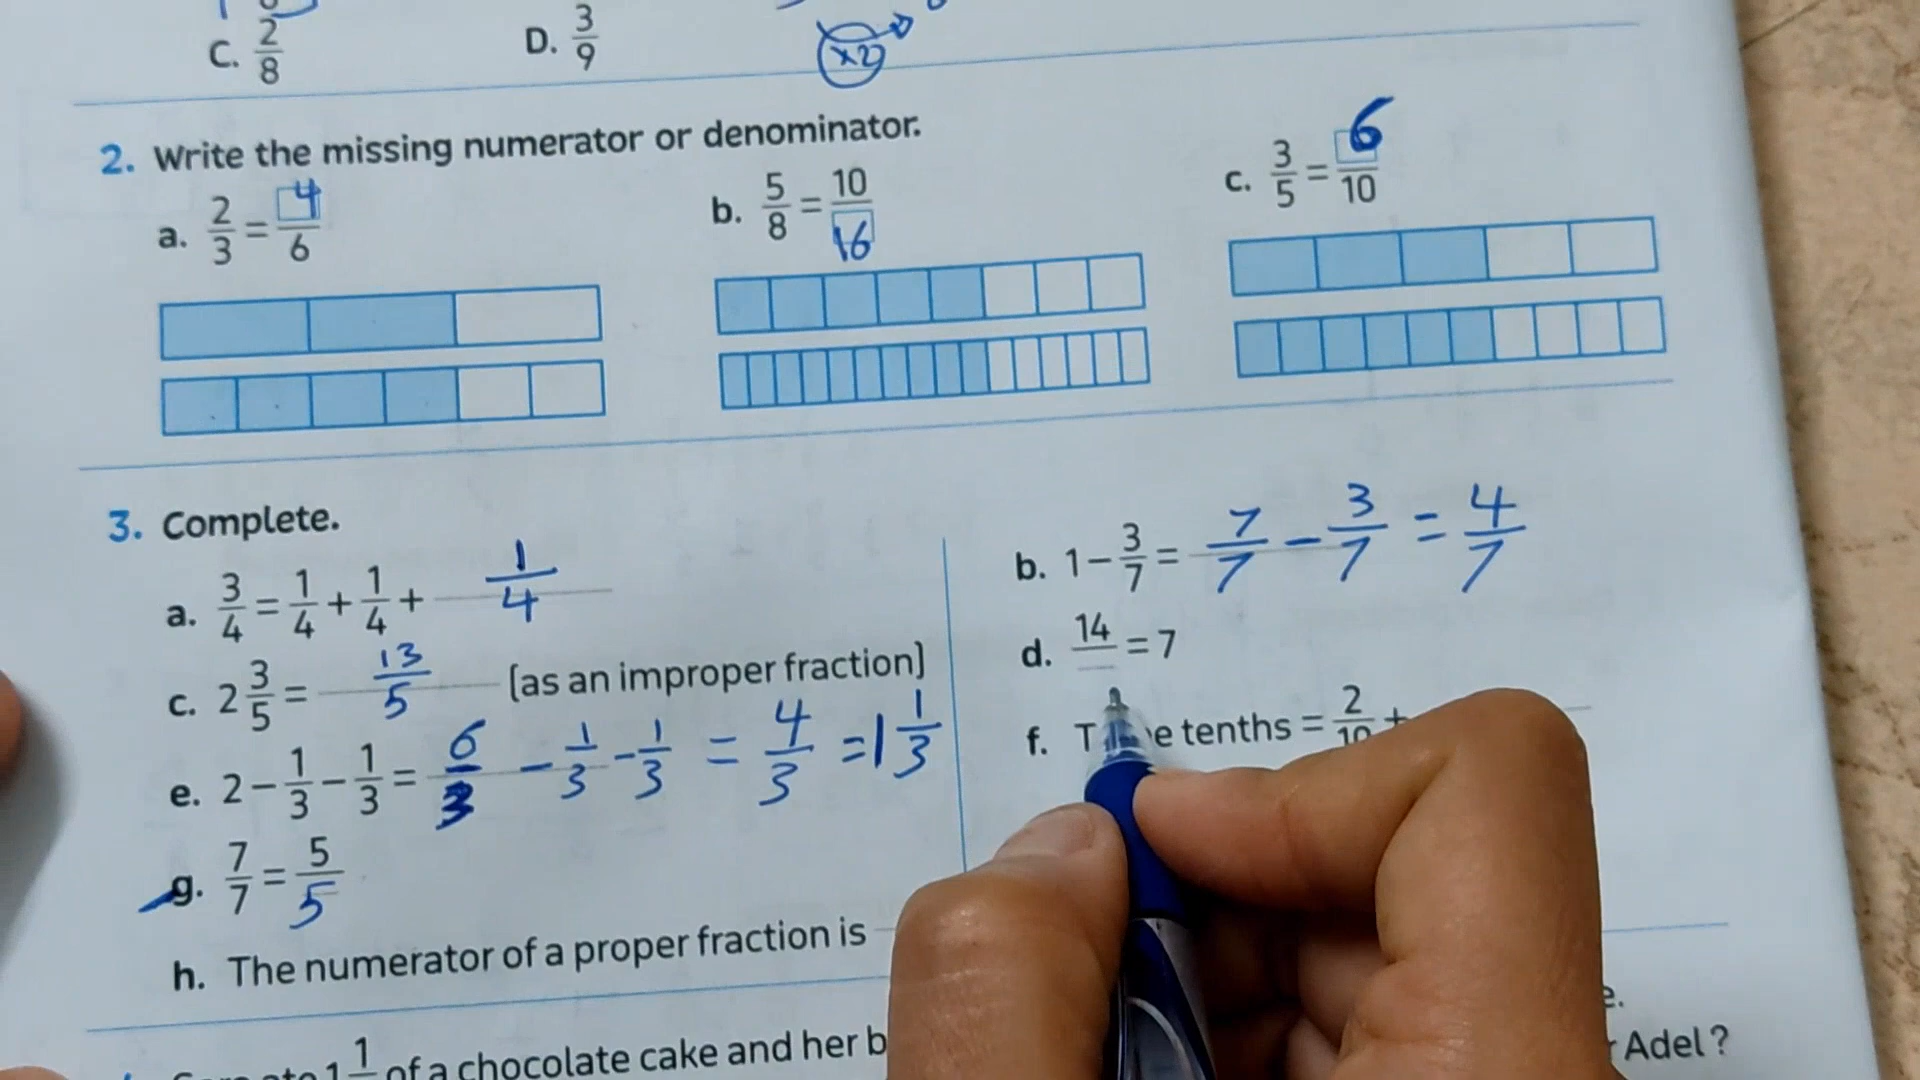 C. 2/8 D. 3/9 ×2
2. Write the missing numerator or denominator.
a. 2/3 = 4/6 b. 5/8 = 10/16 c. 3/5 = 6/10
3. Complete.
a. 3/4 = 1/4 + 1/4 + 1/4 b. 1 – 3/7 = 7/7 – 3/7 = 4/7
c. 2 3/5 = 13/5 (as an improper fraction) d. 14/ = 7
e. 2 – 1/3 – 1/3 = 6/3 – 1/3 – 1/3 = 4/3 = 1 1/3 f. tenths = 2/10 +
g. 7/7 = 5/5
h. The numerator of a proper fraction is
1 of a chocolate cake and her Adel?